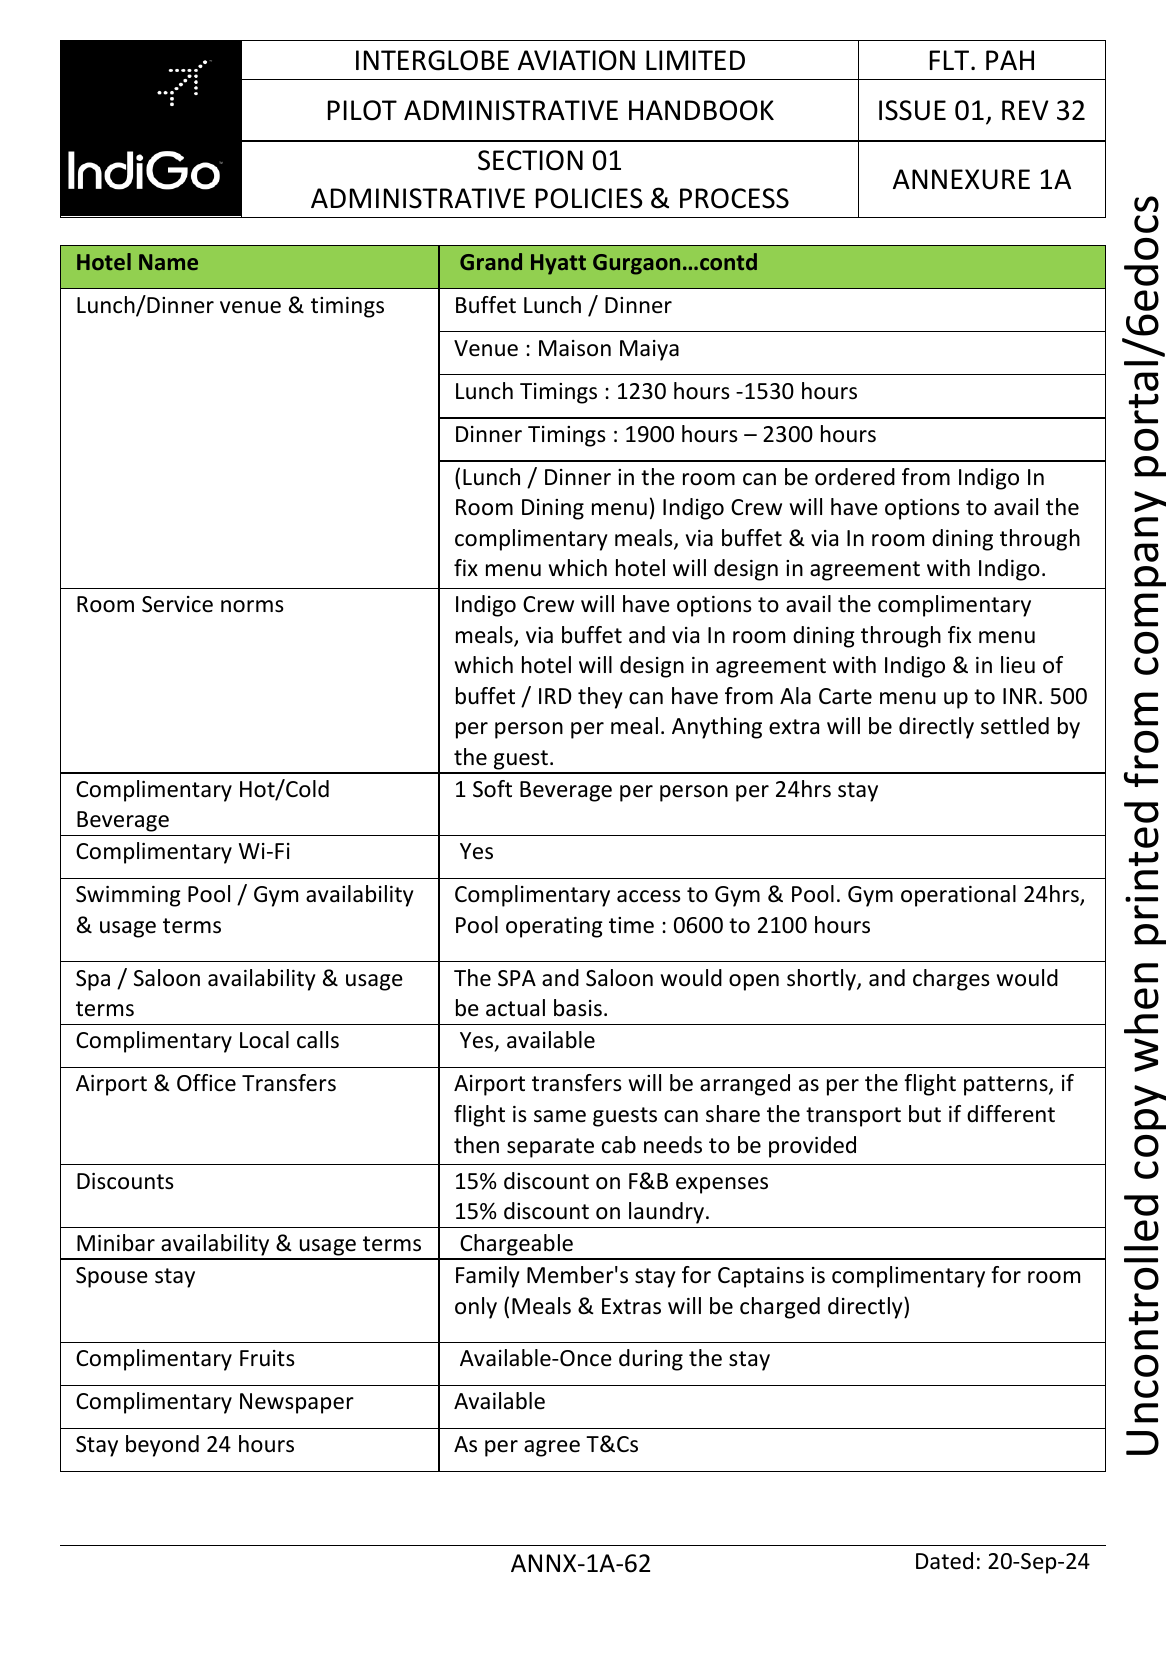 IndiGo
INTERGLOBE AVIATION LIMITED
FLT. PAH
PILOT ADMINISTRATIVE HANDBOOK
ISSUE 01, REV 32
SECTION 01
ADMINISTRATIVE POLICIES & PROCESS
ANNEXURE 1A
Hotel Name
Grand Hyatt Gurgaon...contd
Lunch/Dinner venue & timings
Buffet Lunch / Dinner
Venue : Maison Maiya
Lunch Timings : 1230 hours -1530 hours
Dinner Timings : 1900 hours – 2300 hours
(Lunch / Dinner in the room can be ordered from Indigo In
Room Dining menu) Indigo Crew will have options to avail the
complimentary meals, via buffet & via In room dining through
fix menu which hotel will design in agreement with Indigo.
Room Service norms
Indigo Crew will have options to avail the complimentary
meals, via buffet and via In room dining through fix menu
which hotel will design in agreement with Indigo & in lieu of
buffet / IRD they can have from Ala Carte menu up to INR. 500
per person per meal. Anything extra will be directly settled by
the guest.
Complimentary Hot/Cold
Beverage
1 Soft Beverage per person per 24hrs stay
Complimentary Wi-Fi
Yes
Swimming Pool / Gym availability
& usage terms
Complimentary access to Gym & Pool. Gym operational 24hrs,
Pool operating time : 0600 to 2100 hours
Spa / Saloon availability & usage
terms
The SPA and Saloon would open shortly, and charges would
be actual basis.
Complimentary Local calls
Yes, available
Airport & Office Transfers
Airport transfers will be arranged as per the flight patterns, if
flight is same guests can share the transport but if different
then separate cab needs to be provided
Discounts
15% discount on F&B expenses
15% discount on laundry.
Minibar availability & usage terms
Chargeable
Spouse stay
Family Member's stay for Captains is complimentary for room
only (Meals & Extras will be charged directly)
Complimentary Fruits
Available-Once during the stay
Complimentary Newspaper
Available
Stay beyond 24 hours
As per agree T&Cs
ANNX-1A-62
Dated: 20-Sep-24
Uncontrolled copy when printed from company portal/6edocs